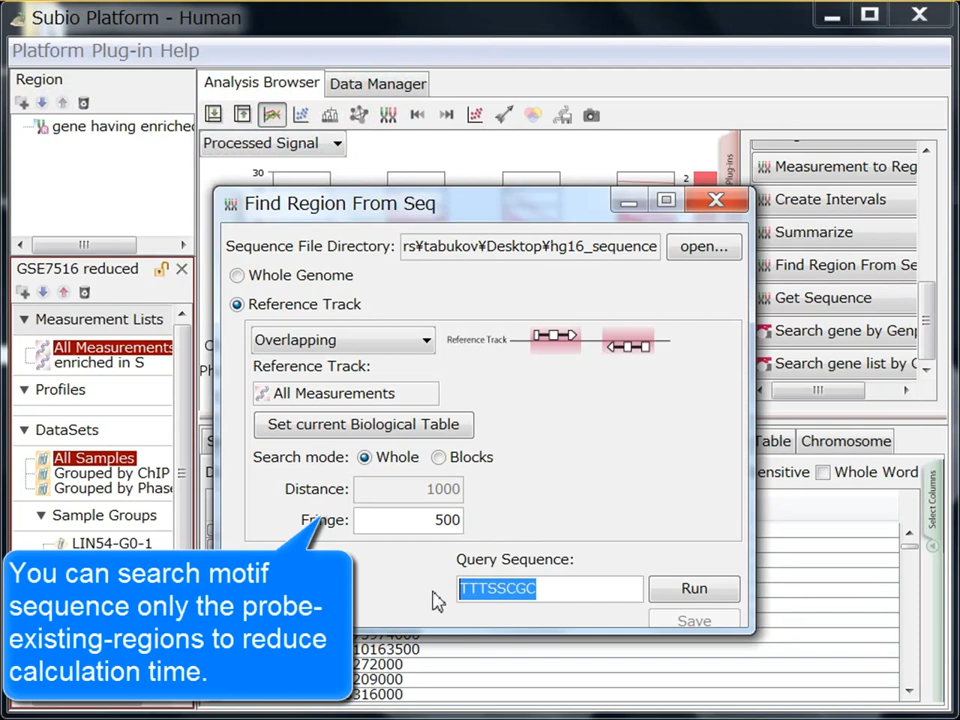 Subio Platform - Human
Platform Plug-in Help
Region
gene having enriched
Analysis Browser
Data Manager
Processed Signal
30
2
Plug-ins
Measurement to Reg
Create Intervals
Summarize
Find Region From Se
Get Sequence
Search gene by Gen
Search gene list by G
GSE7516 reduced
Measurement Lists
All Measurements
enriched in S
Profiles
DataSets
All Samples
Grouped by ChIP
Grouped by Phase
Sample Groups
LIN54-G0-1
Find Region From Seq
Sequence File Directory:
rs¥tabukov¥Desktop¥hg16_sequence
open...
Whole Genome
Reference Track
Overlapping
Reference Track
Reference Track:
All Measurements
Set current Biological Table
Search mode:
Whole
Blocks
Distance:
1000
Fringe:
500
Query Sequence:
TTTSSCGC
Run
Save
Table
Chromosome
ensitive
Whole Word
Select Columns
10163500
272000
209000
316000
You can search motif
sequence only the probe-
existing-regions to reduce
calculation time.